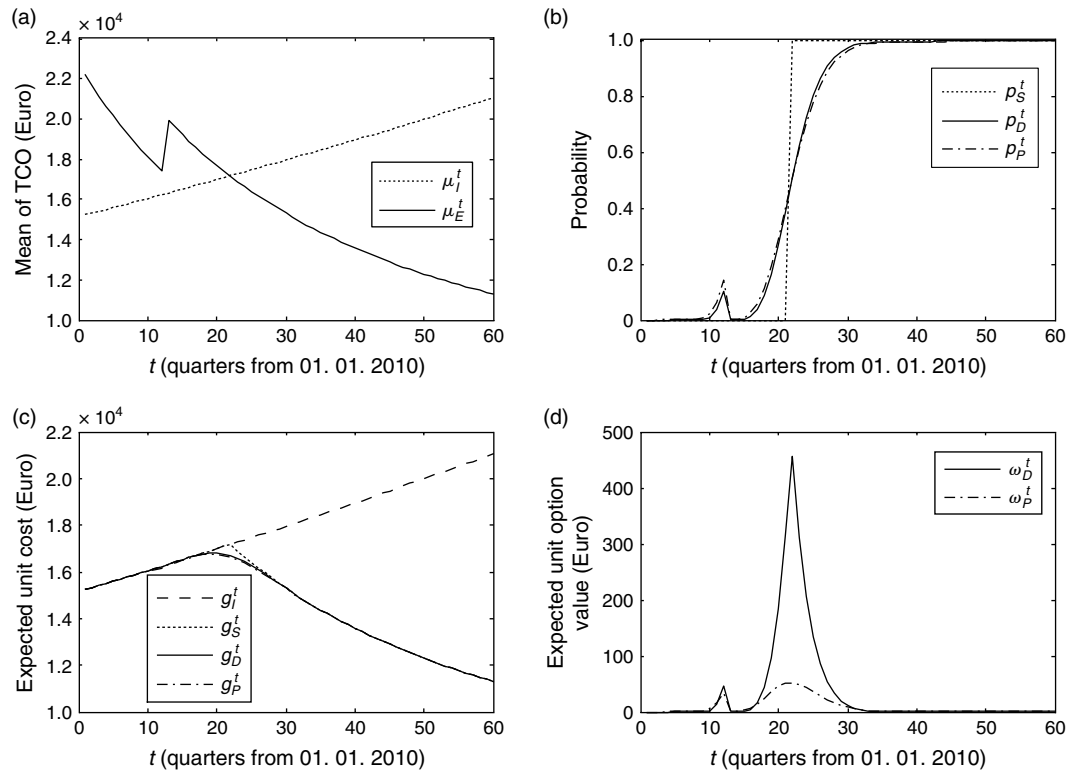 (a)
× 10⁴
2.4
2.2
2.0
1.8
1.6
1.4
1.2
1.0
Mean of TCO (Euro)
μ_I^t
μ_E^t
0 10 20 30 40 50 60
t (quarters from 01. 01. 2010)
(b)
1.0
0.8
0.6
0.4
0.2
0
Probability
p_S^t
p_D^t
p_P^t
0 10 20 30 40 50 60
t (quarters from 01. 01. 2010)
(c)
× 10⁴
2.2
2.0
1.8
1.6
1.4
1.2
1.0
Expected unit cost (Euro)
g_I^t
g_S^t
g_D^t
g_P^t
0 10 20 30 40 50 60
t (quarters from 01. 01. 2010)
(d)
500
450
400
300
200
100
0
Expected unit option
value (Euro)
ω_D^t
ω_P^t
0 10 20 30 40 50 60
t (quarters from 01. 01. 2010)